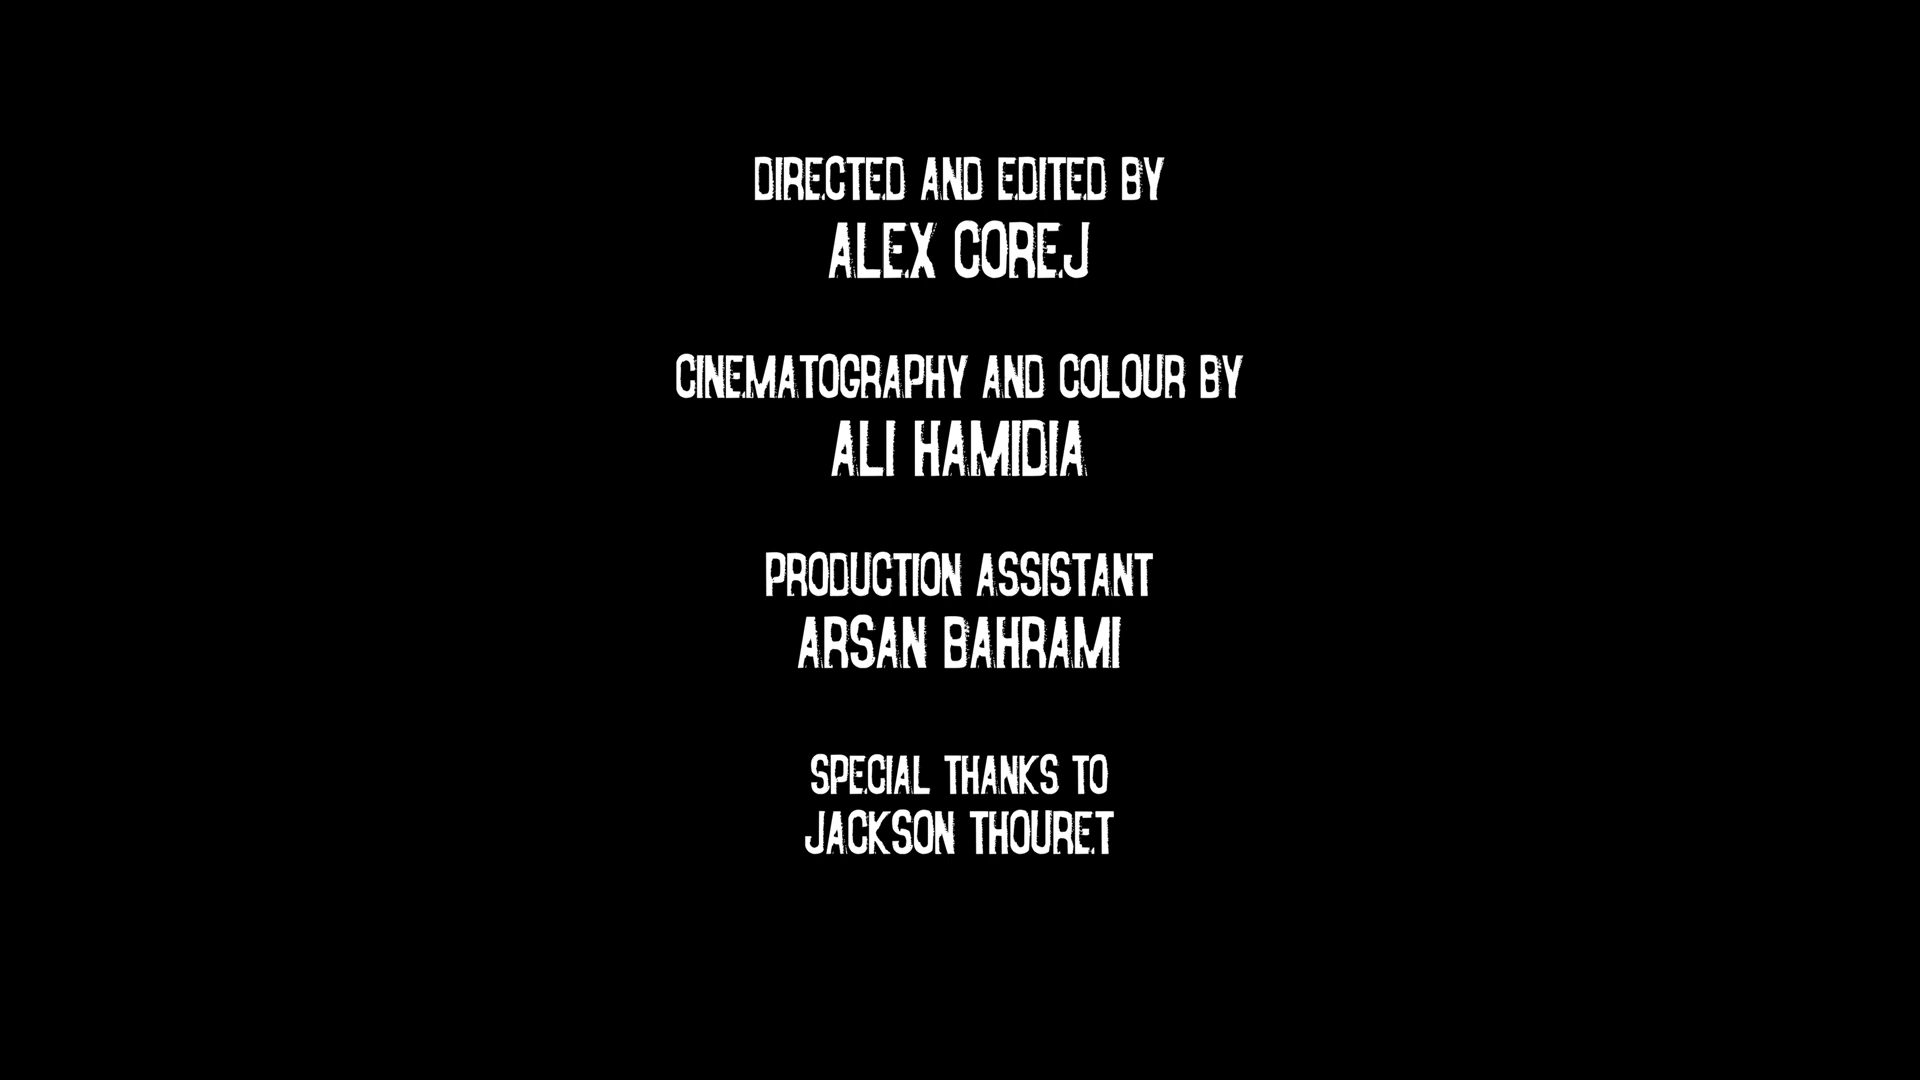 DIRECTED AND EDITED BY
ALEX COREJ
CINEMATOGRAPHY AND COLOUR BY
ALI HAMIDIA
PRODUCTION ASSISTANT
ARSAN BAHRAMI
SPECIAL THANKS TO
JACKSON THOURET